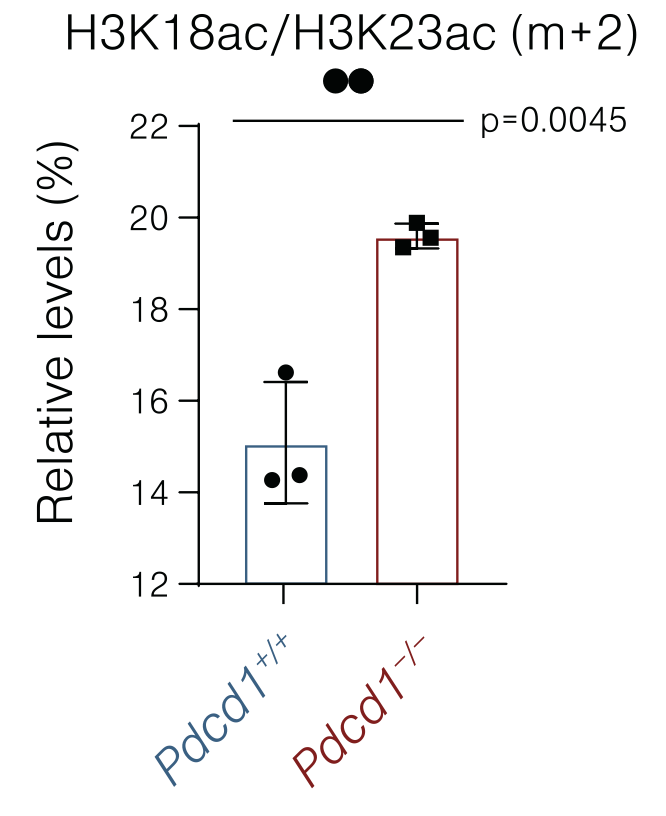 H3K18ac/H3K23ac (m+2)
●●
p=0.0045
Relative levels (%)
22
20
18
16
14
12
Pdcd1+/+
Pdcd1−/−